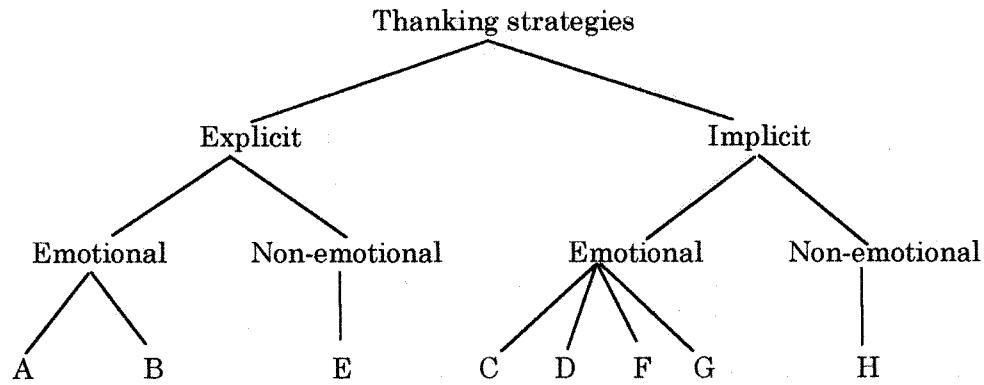 Thanking strategies
Explicit Implicit
Emotional Non-emotional Emotional Non-emotional
A B E C D F G H